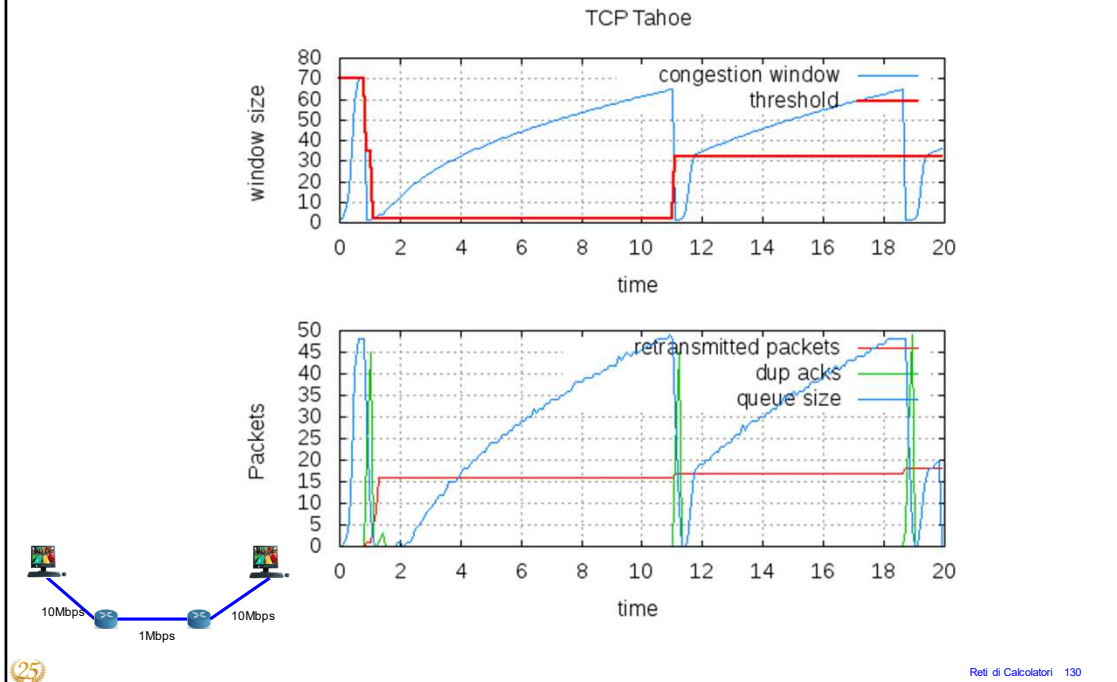 TCP Tahoe
80
70
60
50
40
30
20
10
0
window size
congestion window
threshold
0 2 4 6 8 10 12 14 16 18 20
time
50
45
40
35
30
25
20
15
10
5
0
Packets
retransmitted packets
dup acks
queue size
0 2 4 6 8 10 12 14 16 18 20
time
10Mbps
1Mbps
10Mbps
25
Reti di Calcolatori 130